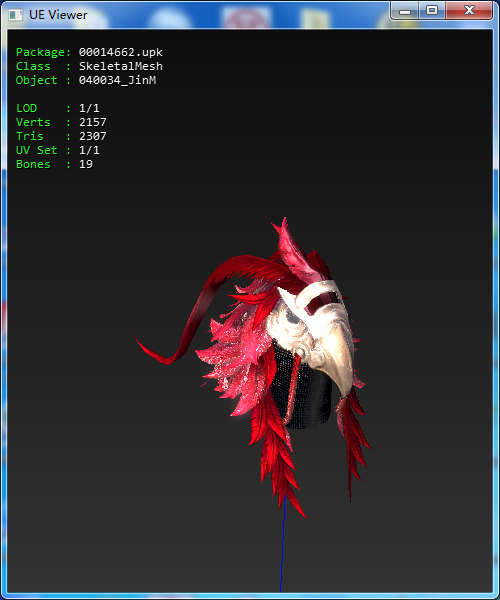 UE Viewer
Package: 00014662.upk
Class : SkeletalMesh
Object : 040034_JinM
LOD : 1/1
Verts : 2157
Tris : 2307
UV Set : 1/1
Bones : 19